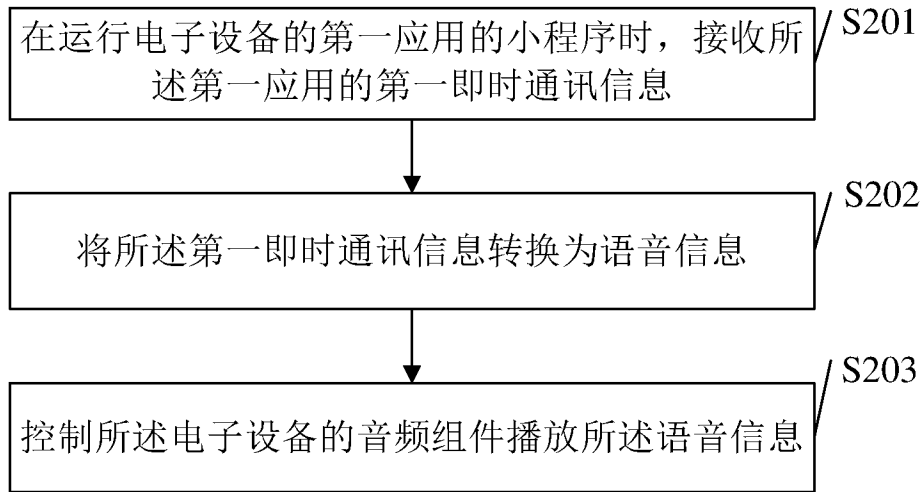 在运行电子设备的第一应用的小程序时，接收所
述第一应用的第一即时通讯信息
S201
将所述第一即时通讯信息转换为语音信息
S202
控制所述电子设备的音频组件播放所述语音信息
S203